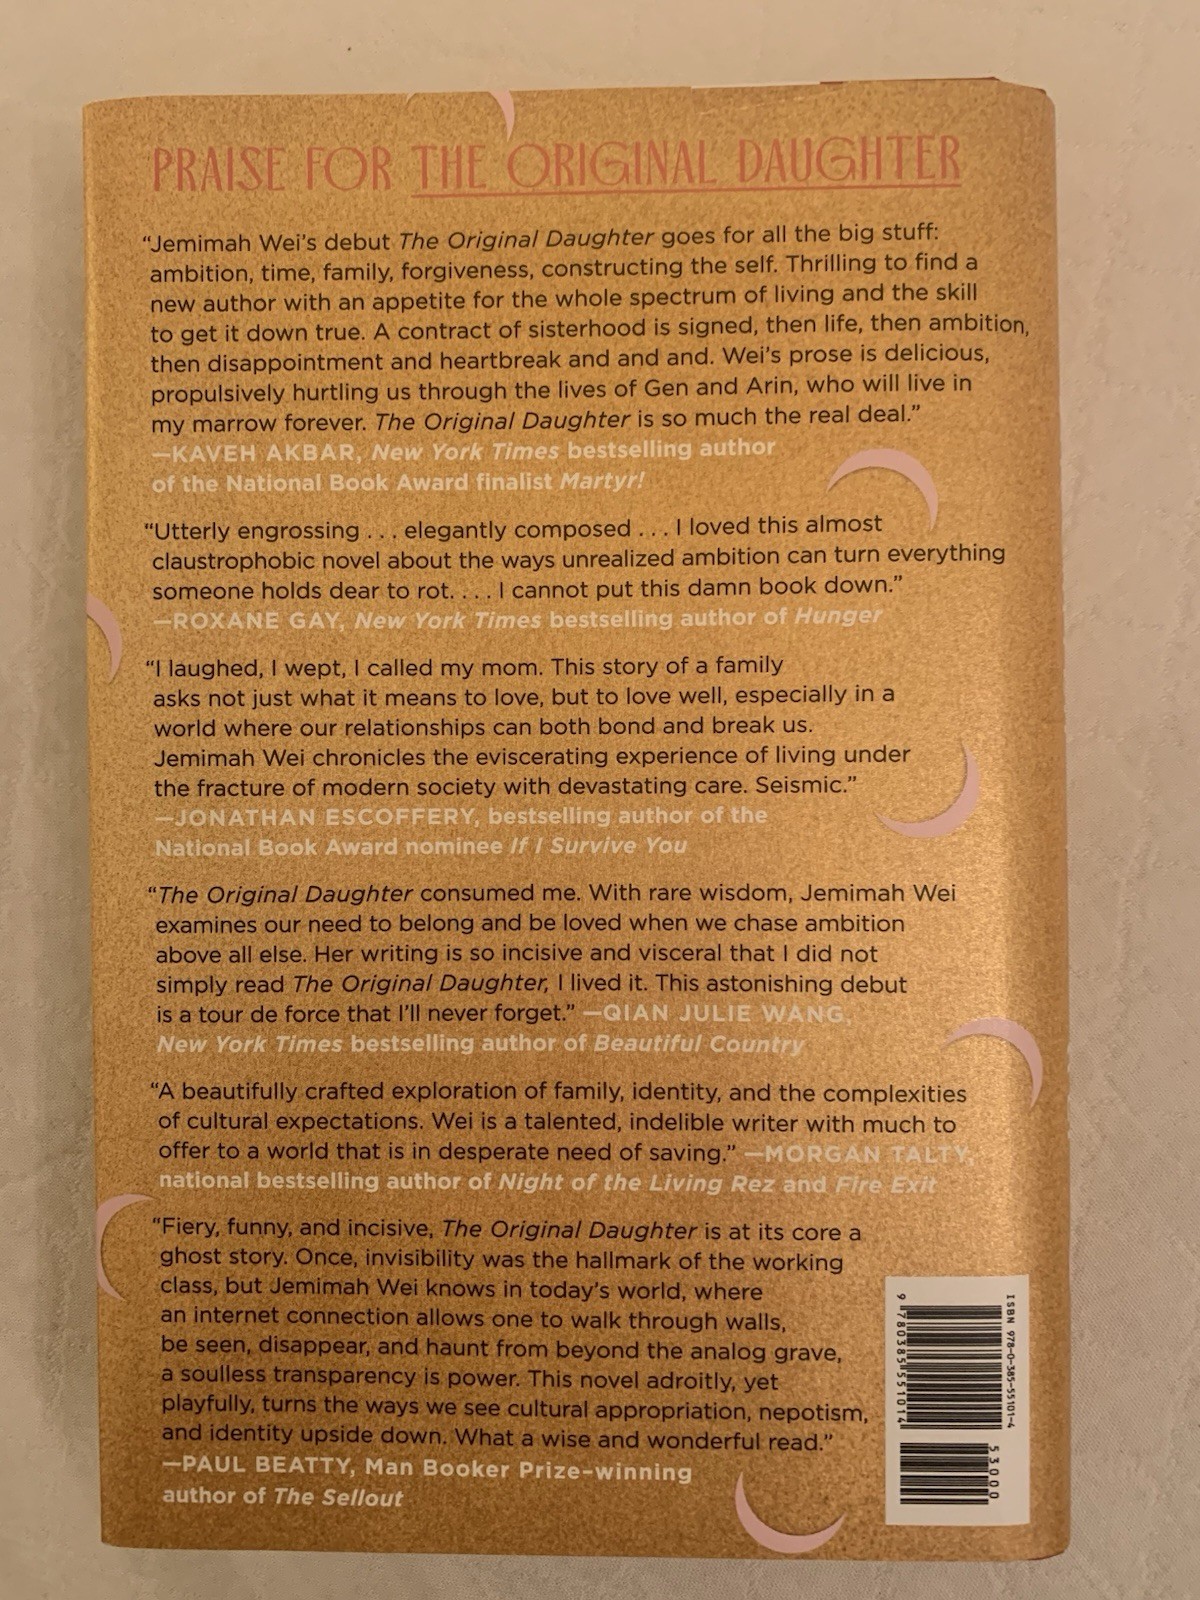 PRAISE FOR THE ORIGINAL DAUGHTER
“Jemimah Wei’s debut The Original Daughter goes for all the big stuff:
ambition, time, family, forgiveness, constructing the self. Thrilling to find a
new author with an appetite for the whole spectrum of living and the skill
to get it down true. A contract of sisterhood is signed, then life, then ambition,
then disappointment and heartbreak and and and. Wei’s prose is delicious,
propulsively hurtling us through the lives of Gen and Arin, who will live in
my marrow forever. The Original Daughter is so much the real deal.”
—KAVEH AKBAR, New York Times bestselling author
of the National Book Award finalist Martyr!
“Utterly engrossing . . . elegantly composed . . . I loved this almost
claustrophobic novel about the ways unrealized ambition can turn everything
someone holds dear to rot. . . . I cannot put this damn book down.”
—ROXANE GAY, New York Times bestselling author of Hunger
“I laughed, I wept, I called my mom. This story of a family
asks not just what it means to love, but to love well, especially in a
world where our relationships can both bond and break us.
Jemimah Wei chronicles the eviscerating experience of living under
the fracture of modern society with devastating care. Seismic.”
—JONATHAN ESCOFFERY, bestselling author of the
National Book Award nominee If I Survive You
“The Original Daughter consumed me. With rare wisdom, Jemimah Wei
examines our need to belong and be loved when we chase ambition
above all else. Her writing is so incisive and visceral that I did not
simply read The Original Daughter, I lived it. This astonishing debut
is a tour de force that I’ll never forget.” —QIAN JULIE WANG,
New York Times bestselling author of Beautiful Country
“A beautifully crafted exploration of family, identity, and the complexities
of cultural expectations. Wei is a talented, indelible writer with much to
offer to a world that is in desperate need of saving.” —MORGAN TALTY,
national bestselling author of Night of the Living Rez and Fire Exit
“Fiery, funny, and incisive, The Original Daughter is at its core a
ghost story. Once, invisibility was the hallmark of the working
class, but Jemimah Wei knows in today’s world, where
an internet connection allows one to walk through walls,
be seen, disappear, and haunt from beyond the analog grave,
a soulless transparency is power. This novel adroitly, yet
playfully, turns the ways we see cultural appropriation, nepotism,
and identity upside down. What a wise and wonderful read.”
—PAUL BEATTY, Man Booker Prize–winning
author of The Sellout
ISBN 978-0-385-55101-4
9 780385 551014
53000